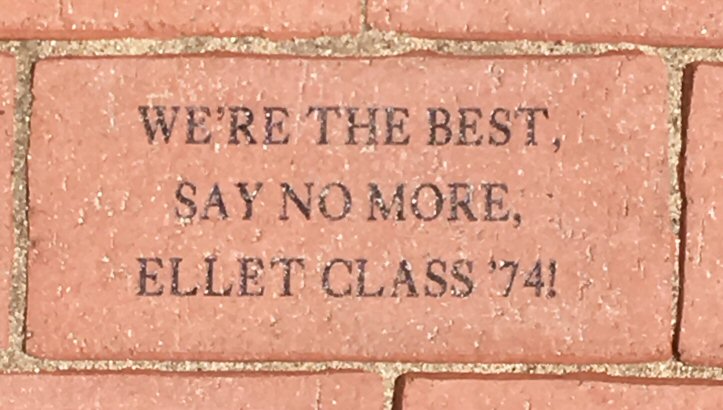 WE'RE THE BEST,
SAY NO MORE,
ELLET CLASS '74!